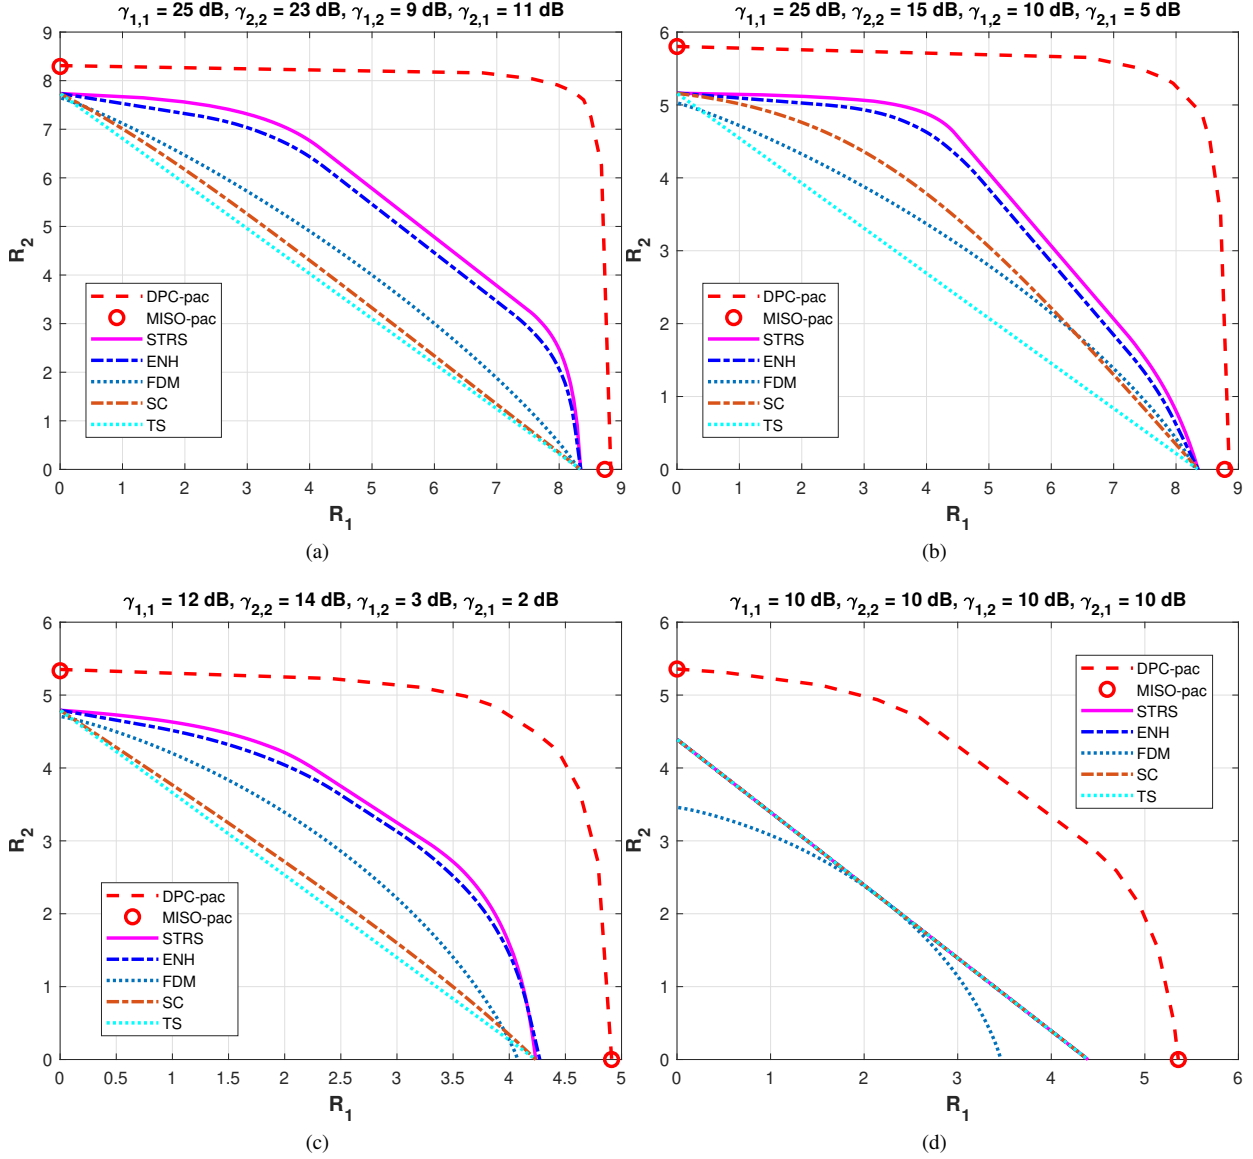 γ1,1 = 25 dB, γ2,2 = 23 dB, γ1,2 = 9 dB, γ2,1 = 11 dB
9
8
7
6
5
4
3
2
1
0
R2
DPC-pac
MISO-pac
STRS
ENH
FDM
SC
TS
0 1 2 3 4 5 6 7 8 9
R1
(a)
γ1,1 = 25 dB, γ2,2 = 15 dB, γ1,2 = 10 dB, γ2,1 = 5 dB
6
5
4
3
2
1
0
R2
DPC-pac
MISO-pac
STRS
ENH
FDM
SC
TS
0 1 2 3 4 5 6 7 8 9
R1
(b)
γ1,1 = 12 dB, γ2,2 = 14 dB, γ1,2 = 3 dB, γ2,1 = 2 dB
6
5
4
3
2
1
0
R2
DPC-pac
MISO-pac
STRS
ENH
FDM
SC
TS
0 0.5 1 1.5 2 2.5 3 3.5 4 4.5 5
R1
(c)
γ1,1 = 10 dB, γ2,2 = 10 dB, γ1,2 = 10 dB, γ2,1 = 10 dB
6
5
4
3
2
1
0
R2
DPC-pac
MISO-pac
STRS
ENH
FDM
SC
TS
0 1 2 3 4 5 6
R1
(d)